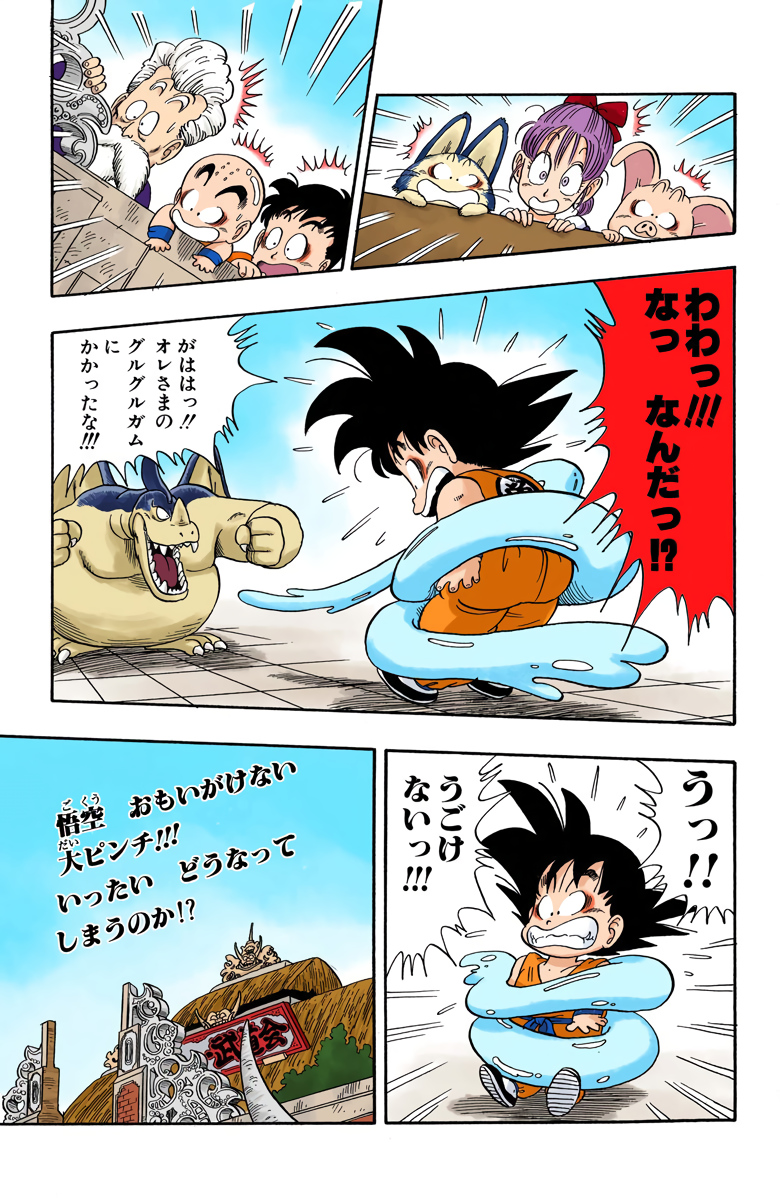 わわっ!!!
なっ なんだっ!?
がははっ!!
オレさまの
グルグルガム
に
かかったな!!!
うっ!!
うごけ
ないっ!!!
悟空 おもいがけない
大ピンチ!!!
いったい どうなって
しまうのか!?
武道会